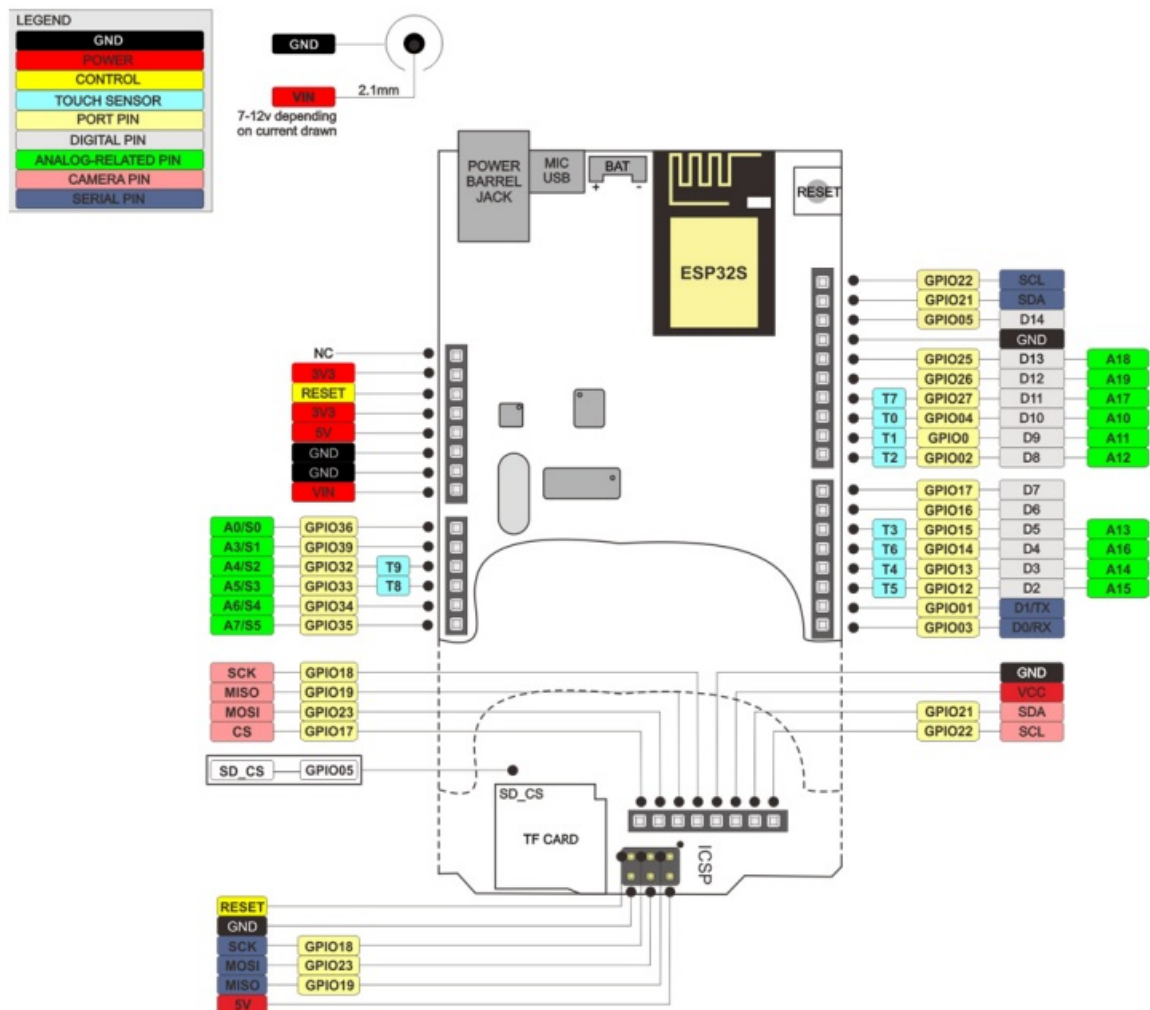 LEGEND
GND
POWER
CONTROL
TOUCH SENSOR
PORT PIN
DIGITAL PIN
ANALOG-RELATED PIN
CAMERA PIN
SERIAL PIN
GND
VIN
2.1mm
7-12v depending
on current drawn
POWER
BARREL
JACK
MIC
USB
BAT
+ -
RESET
ESP32S
NC
3V3
RESET
3V3
5V
GND
GND
VIN
A0/S0 GPIO36
A3/S1 GPIO39
A4/S2 GPIO32 T9
A5/S3 GPIO33 T8
A6/S4 GPIO34
A7/S5 GPIO35
GPIO22 SCL
GPIO21 SDA
GPIO05 D14
GND
GPIO25 D13 A18
GPIO26 D12 A19
T7 GPIO27 D11 A17
T0 GPIO04 D10 A10
T1 GPIO0 D9 A11
T2 GPIO02 D8 A12
GPIO17 D7
GPIO16 D6
T3 GPIO15 D5 A13
T6 GPIO14 D4 A16
T4 GPIO13 D3 A14
T5 GPIO12 D2 A15
GPIO01 D1/TX
GPIO03 D0/RX
SCK GPIO18
MISO GPIO19
MOSI GPIO23
CS GPIO17
GND
VCC
GPIO21 SDA
GPIO22 SCL
SD_CS GPIO05
SD_CS
TF CARD
ICSP
RESET
GND
SCK GPIO18
MOSI GPIO23
MISO GPIO19
5V